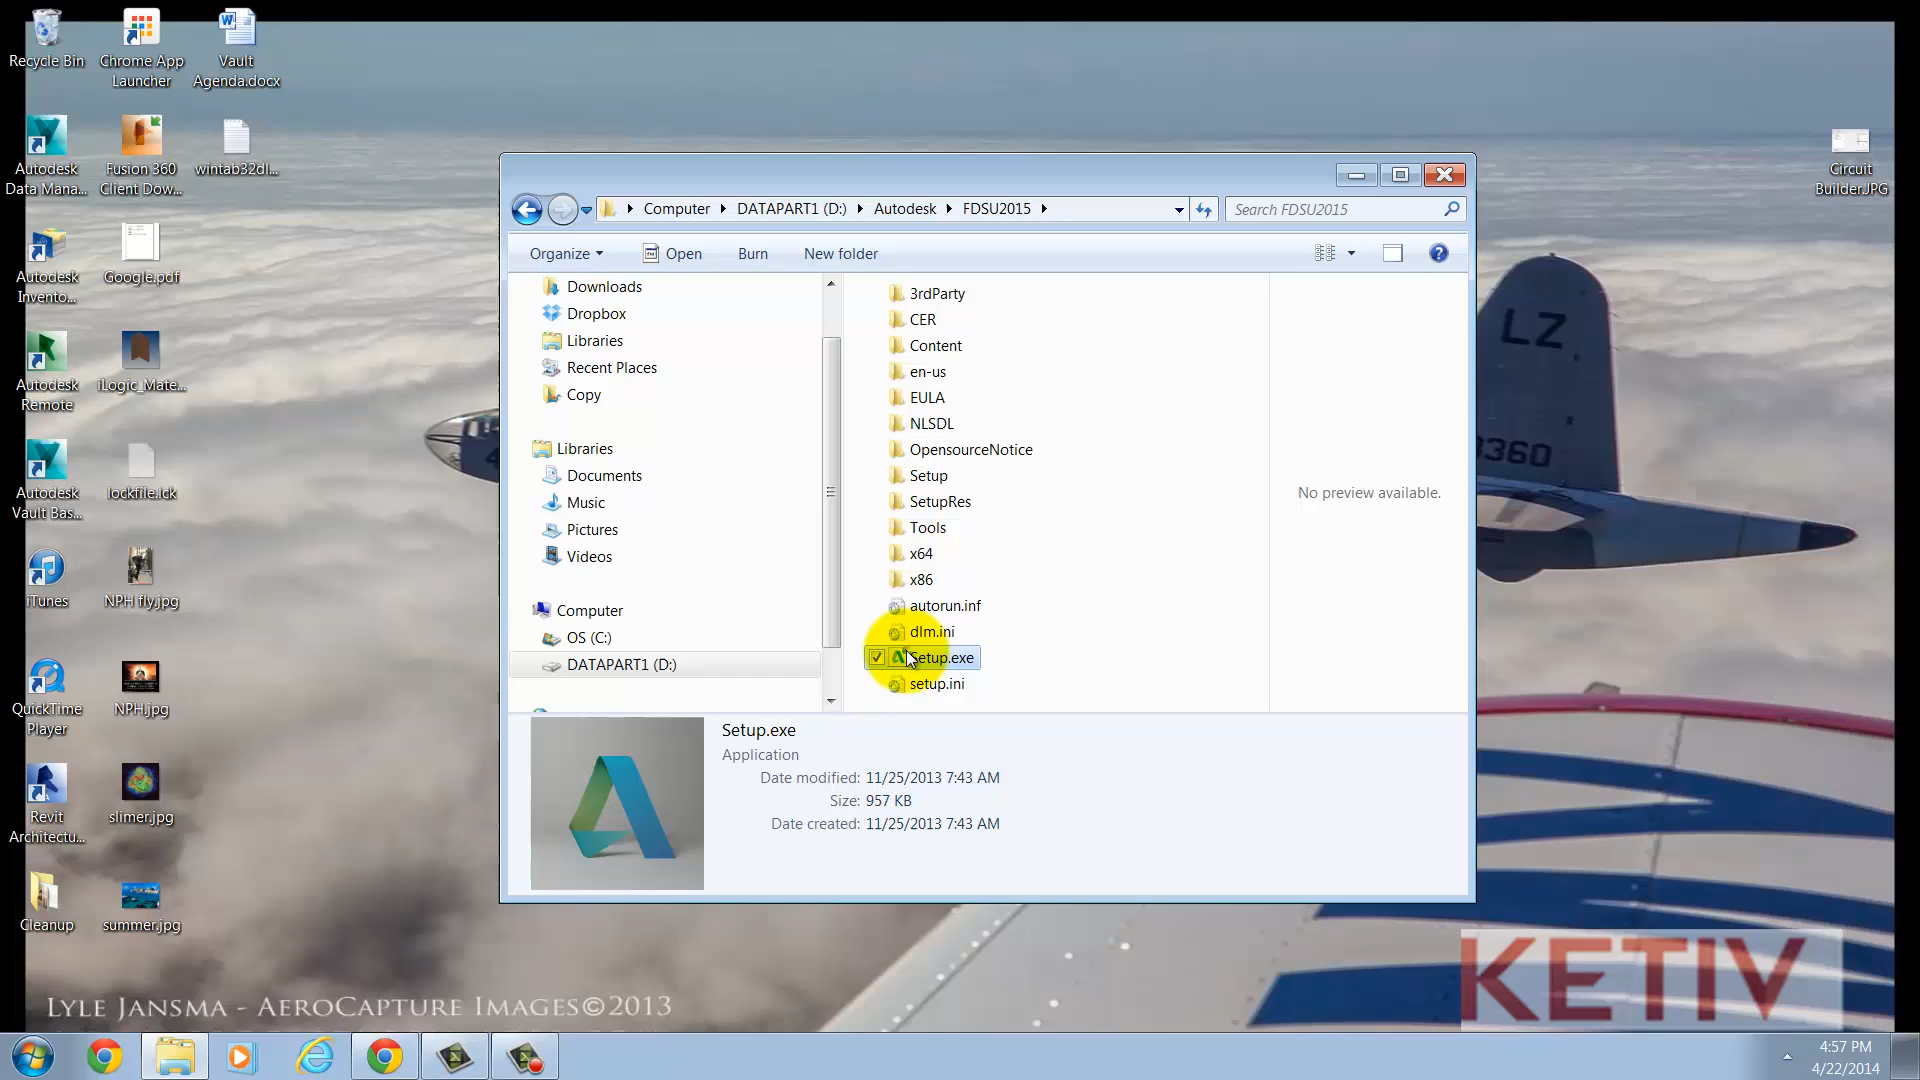 Recycle Bin
Chrome App
Launcher
Vault
Agenda.docx
Autodesk
Data Mana...
Fusion 360
Client Dow...
wintab32dl...
Autodesk
Invento...
Google.pdf
Autodesk
Remote
iLogic_Mate...
Autodesk
Vault Bas...
lockfile.lck
iTunes
NPH fly.jpg
QuickTime
Player
NPH.jpg
Revit
Architectu...
slimer.jpg
Cleanup
summer.jpg
Circuit
Builder.JPG
Computer
DATAPART1 (D:)
Autodesk
FDSU2015
Search FDSU2015
Organize
Open
Burn
New folder
Downloads
Dropbox
Libraries
Recent Places
Copy
Libraries
Documents
Music
Pictures
Videos
Computer
OS (C:)
DATAPART1 (D:)
3rdParty
CER
Content
en-us
EULA
NLSDL
OpensourceNotice
Setup
SetupRes
Tools
x64
x86
autorun.inf
dlm.ini
Setup.exe
setup.ini
No preview available.
Setup.exe
Application
Date modified: 11/25/2013 7:43 AM
Size: 957 KB
Date created: 11/25/2013 7:43 AM
LZ
LYLE JANSMA - AEROCAPTURE IMAGES©2013
KETIV
4:57 PM
4/22/2014